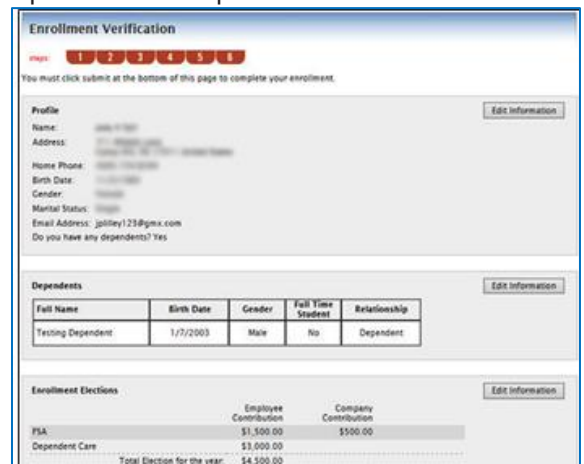 Enrollment Verification
steps: 1 2 3 4 5 6
You must click submit at the bottom of this page to complete your enrollment.
Profile Edit Information
Name:
Address:
Home Phone:
Birth Date:
Gender:
Marital Status:
Email Address: jplilley123@gmx.com
Do you have any dependents? Yes
Dependents Edit Information
Full Name Birth Date Gender Full Time Student Relationship
Testing Dependent 1/7/2003 Male No Dependent
Enrollment Elections Edit Information
Employee Contribution Company Contribution
FSA $1,500.00 $500.00
Dependent Care $3,000.00
Total Election for the year: $4,500.00